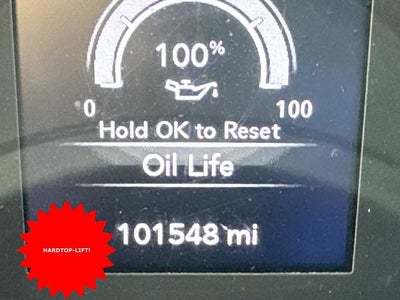 100%
0 100
Hold OK to Reset
Oil Life
101548 mi
HARDTOP-LIFT!